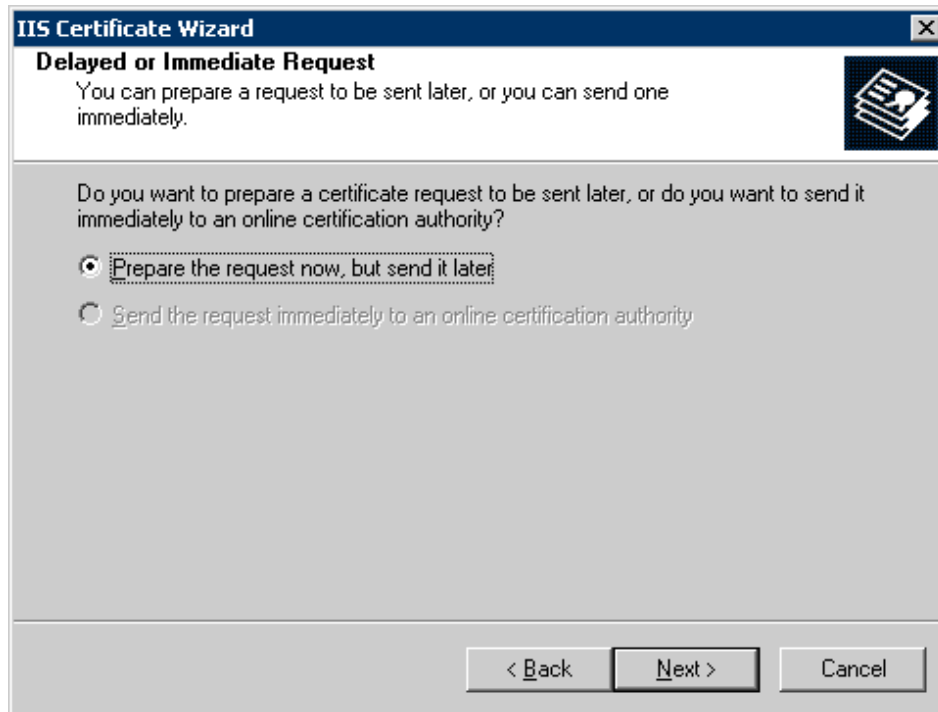 IIS Certificate Wizard
Delayed or Immediate Request
You can prepare a request to be sent later, or you can send one
immediately.
Do you want to prepare a certificate request to be sent later, or do you want to send it
immediately to an online certification authority?
Prepare the request now, but send it later
Send the request immediately to an online certification authority
< Back Next > Cancel